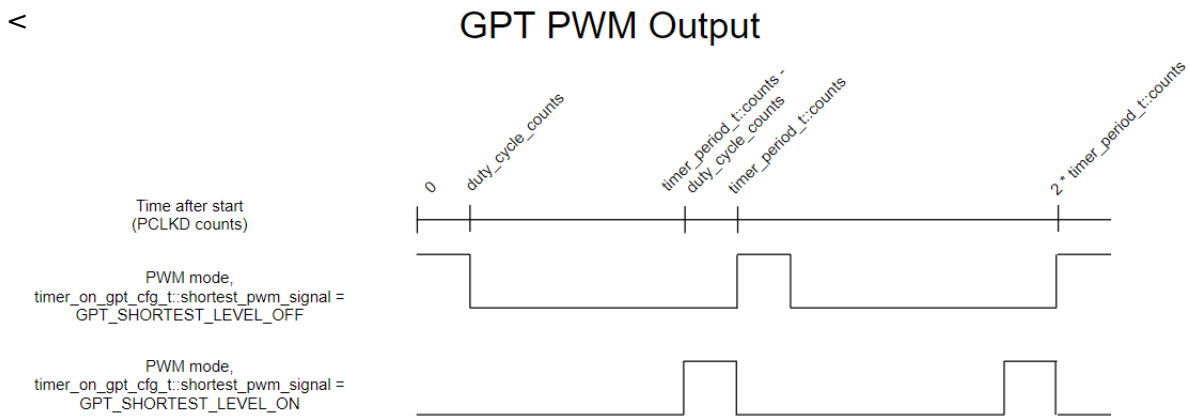 <
GPT PWM Output
0
duty_cycle_counts
timer_period_t::counts -
duty_cycle_counts
timer_period_t::counts
2 * timer_period_t::counts
Time after start
(PCLKD counts)
PWM mode,
timer_on_gpt_cfg_t::shortest_pwm_signal =
GPT_SHORTEST_LEVEL_OFF
PWM mode,
timer_on_gpt_cfg_t::shortest_pwm_signal =
GPT_SHORTEST_LEVEL_ON